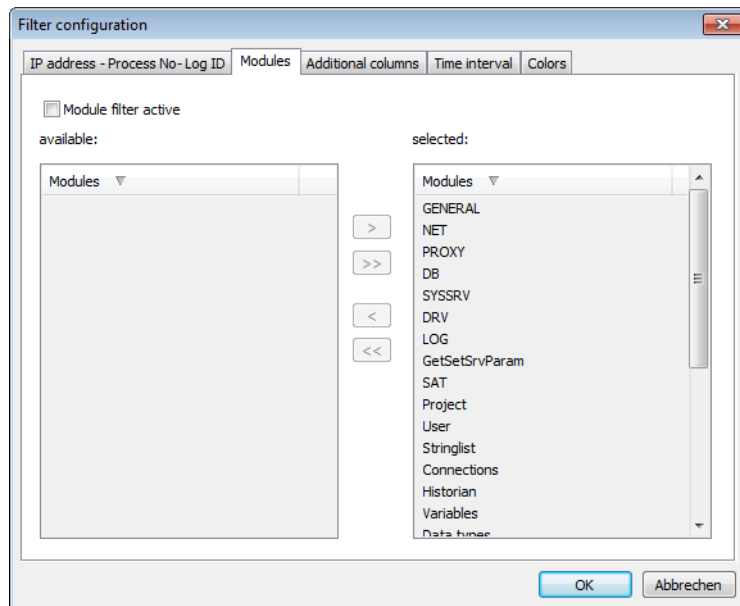 Filter configuration
IP address - Process No- Log ID Modules Additional columns Time interval Colors
Module filter active
available: selected:
Modules Modules
GENERAL
> NET
PROXY
>> DB
SYSSRV
< DRV
LOG
<< GetSetSrvParam
SAT
Project
User
Stringlist
Connections
Historian
Variables
Data types
OK Abbrechen